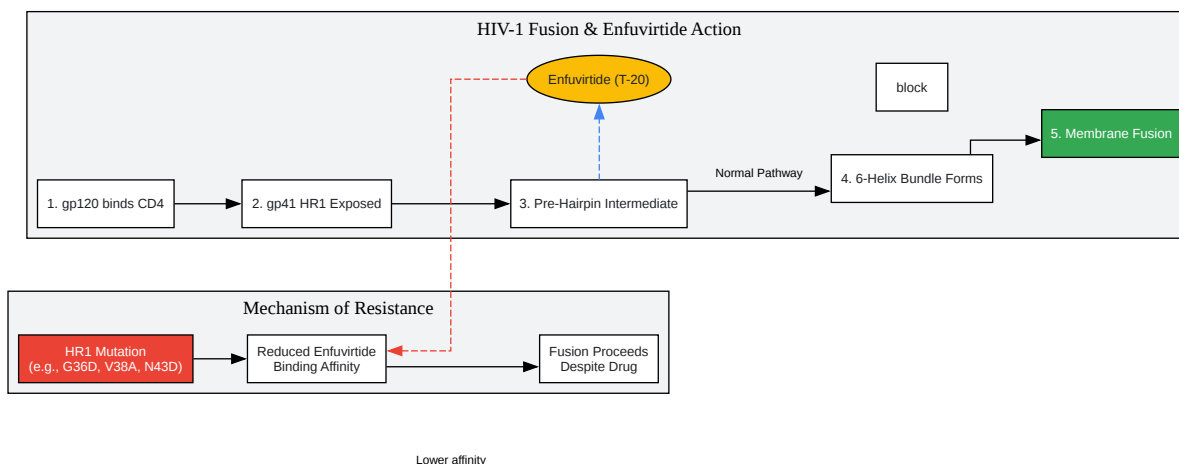 HIV-1 Fusion & Enfuvirtide Action
Enfuvirtide (T-20)
block
5. Membrane Fusion
Normal Pathway
4. 6-Helix Bundle Forms
1. gp120 binds CD4
2. gp41 HR1 Exposed
3. Pre-Hairpin Intermediate
Mechanism of Resistance
HR1 Mutation
(e.g., G36D, V38A, N43D)
Reduced Enfuvirtide
Binding Affinity
Fusion Proceeds
Despite Drug
Lower affinity